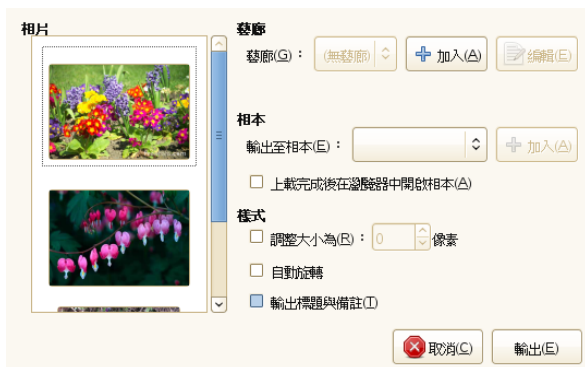 相片
藝廊
藝廊(G)： (無藝廊) 加入(A) 編輯(E)
相本
輸出至相本(E)： 加入(A)
上載完成後在瀏覽器中開啟相本(A)
樣式
調整大小為(R)： 0 像素
自動旋轉
輸出標題與備註(T)
取消(C) 輸出(E)